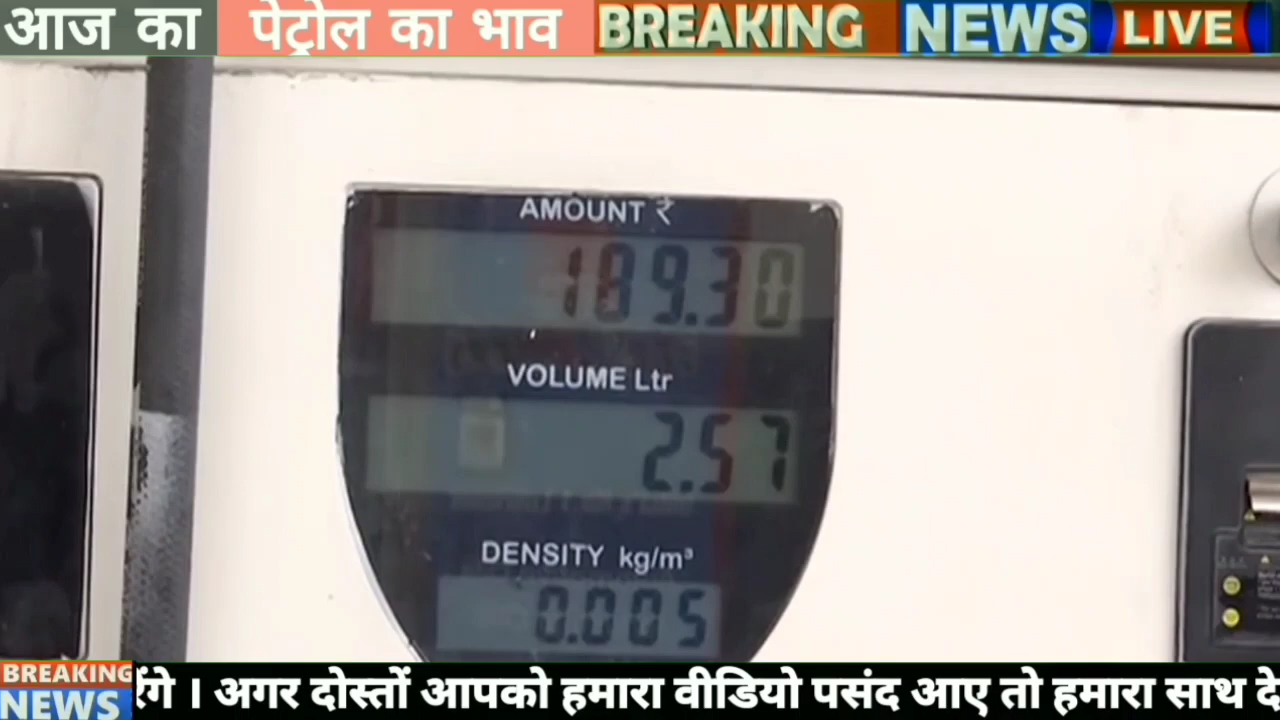 आज का पेट्रोल का भाव BREAKING NEWS LIVE
AMOUNT ₹
189.30
VOLUME Ltr
2.57
DENSITY kg/m³
0.005
BREAKING
NEWS
। अगर दोस्तों आपको हमारा वीडियो पसंद आए तो हमारा साथ